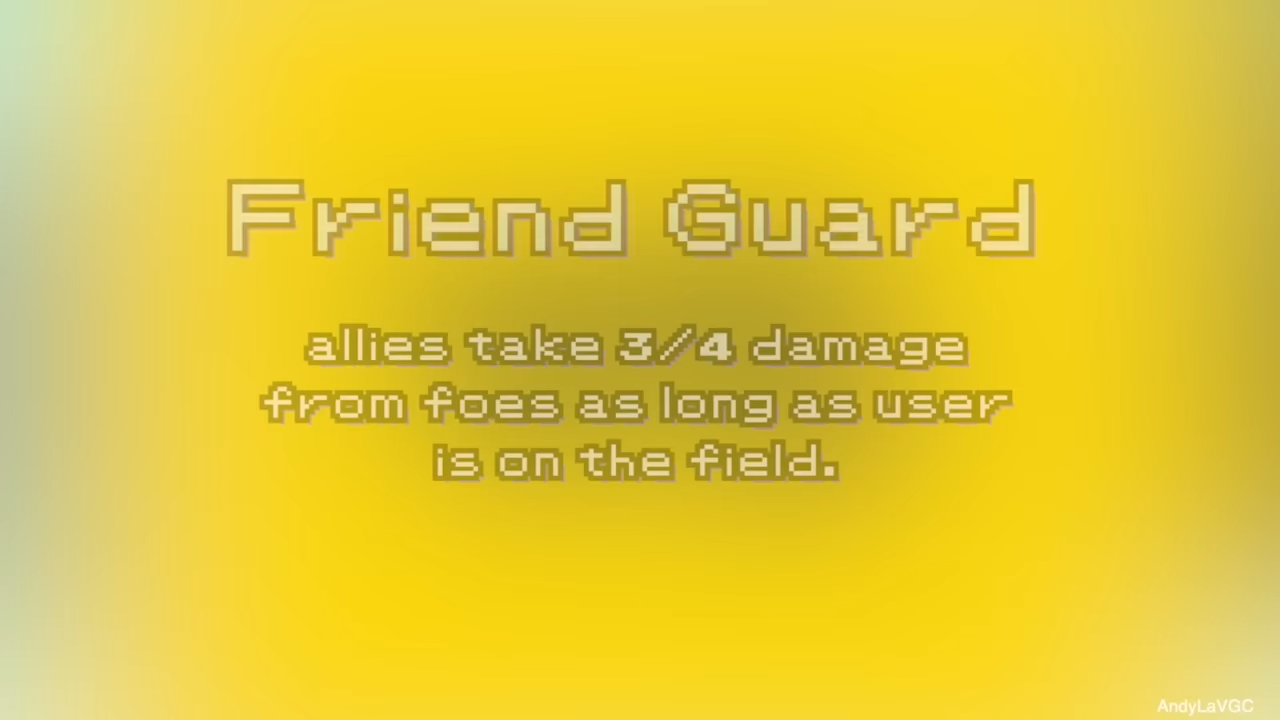 Friend Guard
allies take 3/4 damage
from foes as long as user
is on the field.
AndyLaVGC